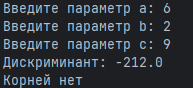 Введите параметр a: 6
Введите параметр b: 2
Введите параметр c: 9
Дискриминант: -212.0
Корней нет